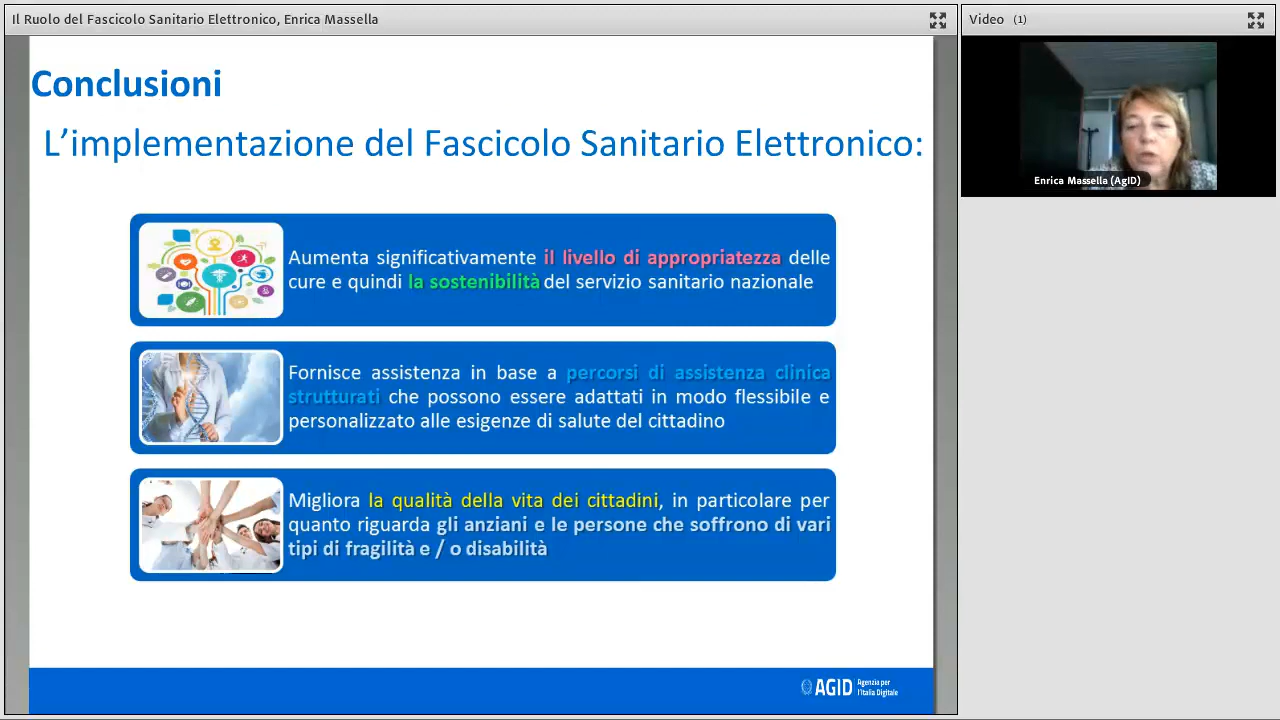 Il Ruolo del Fascicolo Sanitario Elettronico, Enrica Massella
Video (1)
Conclusioni
L’implementazione del Fascicolo Sanitario Elettronico:
Enrica Massella (AgID)
Aumenta significativamente il livello di appropriatezza delle
cure e quindi la sostenibilità del servizio sanitario nazionale
Fornisce assistenza in base a percorsi di assistenza clinica
strutturati che possono essere adattati in modo flessibile e
personalizzato alle esigenze di salute del cittadino
Migliora la qualità della vita dei cittadini, in particolare per
quanto riguarda gli anziani e le persone che soffrono di vari
tipi di fragilità e / o disabilità
AGID Agenzia per
l’Italia Digitale